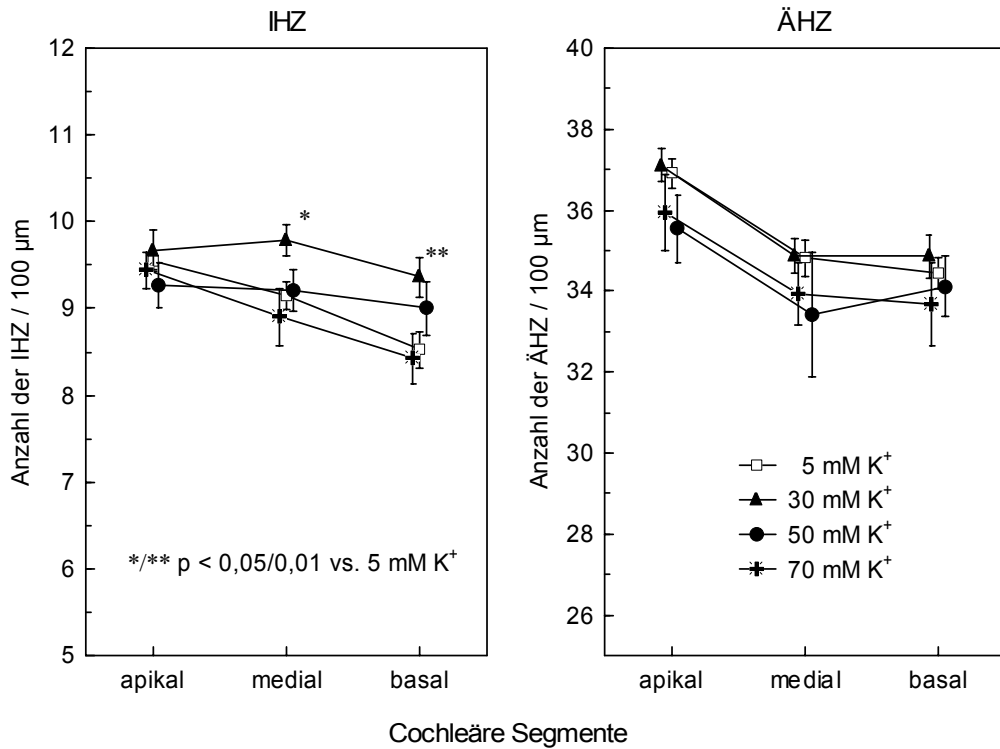 IHZ
12
11
10
9
8
7
6
5
Anzahl der IHZ / 100 µm
*
**
*/** p < 0,05/0,01 vs. 5 mM K⁺
apikal medial basal
ÄHZ
40
38
36
34
32
30
28
26
Anzahl der ÄHZ / 100 µm
5 mM K⁺
30 mM K⁺
50 mM K⁺
70 mM K⁺
apikal medial basal
Cochleäre Segmente